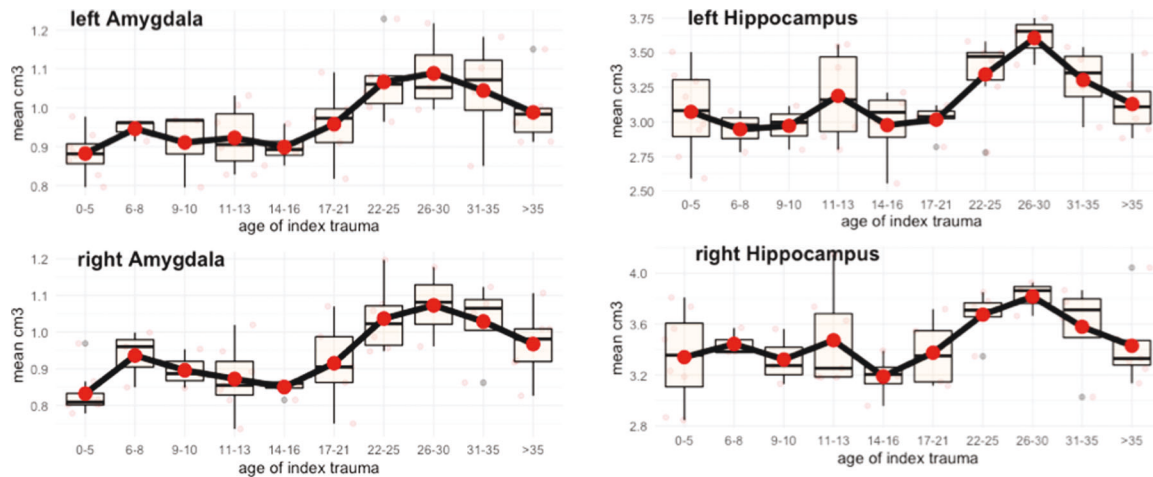 left Amygdala
mean cm3
1.2
1.1
1.0
0.9
0.8
0-5 6-8 9-10 11-13 14-16 17-21 22-25 26-30 31-35 >35
age of index trauma
left Hippocampus
mean cm3
3.75
3.50
3.25
3.00
2.75
2.50
0-5 6-8 9-10 11-13 14-16 17-21 22-25 26-30 31-35 >35
age of index trauma
right Amygdala
mean cm3
1.2
1.1
1.0
0.9
0.8
0-5 6-8 9-10 11-13 14-16 17-21 22-25 26-30 31-35 >35
age of index trauma
right Hippocampus
mean cm3
4.0
3.6
3.2
2.8
0-5 6-8 9-10 11-13 14-16 17-21 22-25 26-30 31-35 >35
age of index trauma